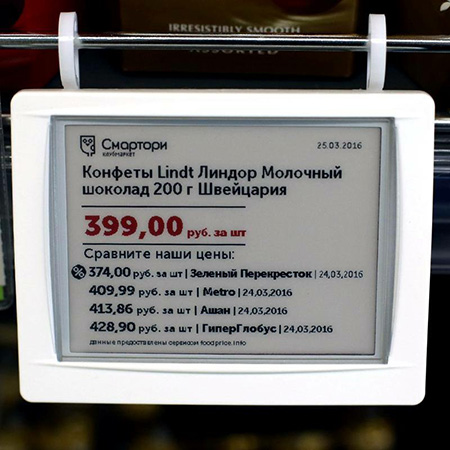 IRRESISTIBLY SMOOTH
ASSORTED
Смартори
клубмаркет
25.03.2016
Конфеты Lindt Линдор Молочный
шоколад 200 г Швейцария
399,00 руб. за шт
Сравните наши цены:
% 374,00 руб. за шт | Зеленый Перекресток | 24,03,2016
409,99 руб. за шт | Metro | 24,03,2016
413,86 руб. за шт | Ашан | 24,03,2016
428,90 руб. за шт | ГиперГлобус | 24,03,2016
данные предоставлены сервисом foodprice.info